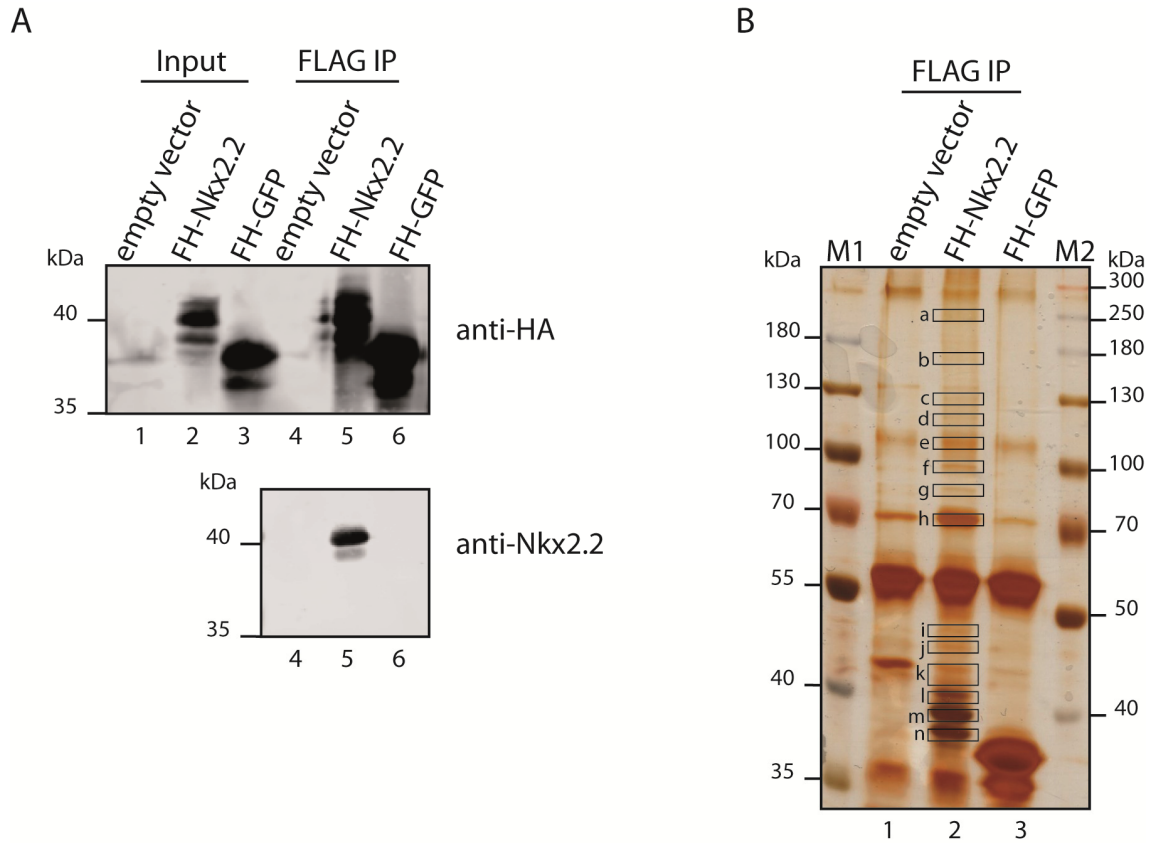 A
Input FLAG IP
empty vector
FH-Nkx2.2
FH-GFP
empty vector
FH-Nkx2.2
FH-GFP
kDa
40
35
anti-HA
1 2 3 4 5 6
kDa
40
35
anti-Nkx2.2
4 5 6
B
FLAG IP
empty vector
FH-Nkx2.2
FH-GFP
kDa M1 M2 kDa
180
130
100
70
55
40
35
a
b
c
d
e
f
g
h
i
j
k
l
m
n
300
250
180
130
100
70
50
40
1 2 3